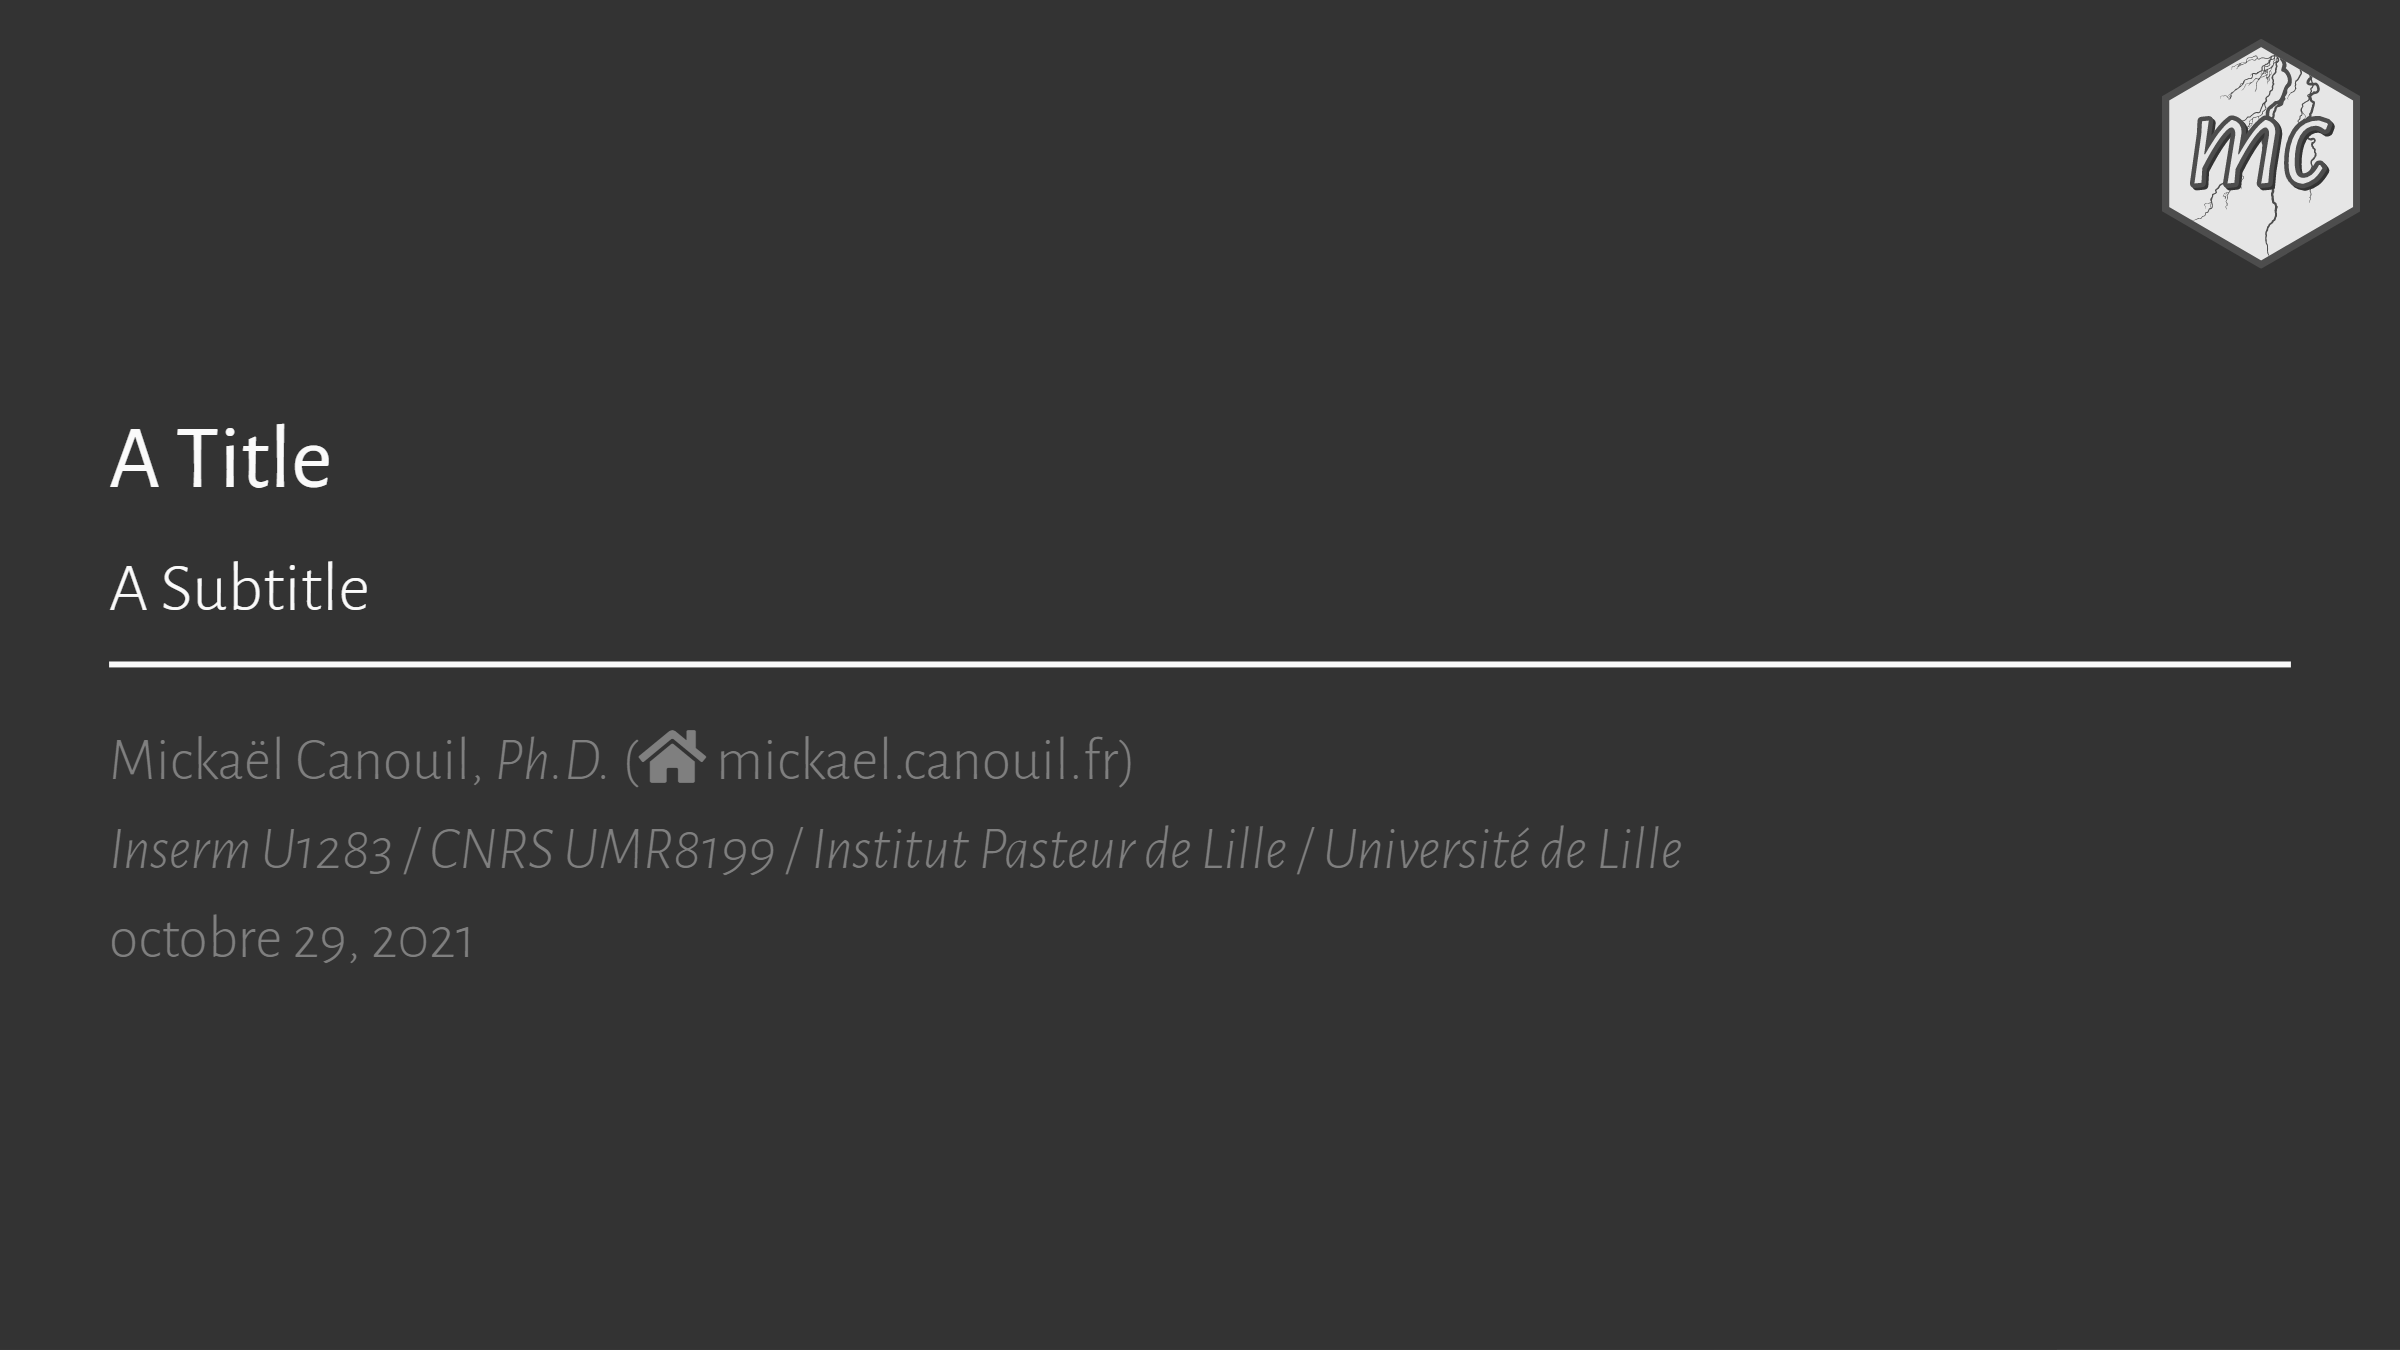 mc
A Title
A Subtitle
Mickaël Canouil, Ph.D. ( mickael.canouil.fr)
Inserm U1283 / CNRS UMR8199 / Institut Pasteur de Lille / Université de Lille
octobre 29, 2021